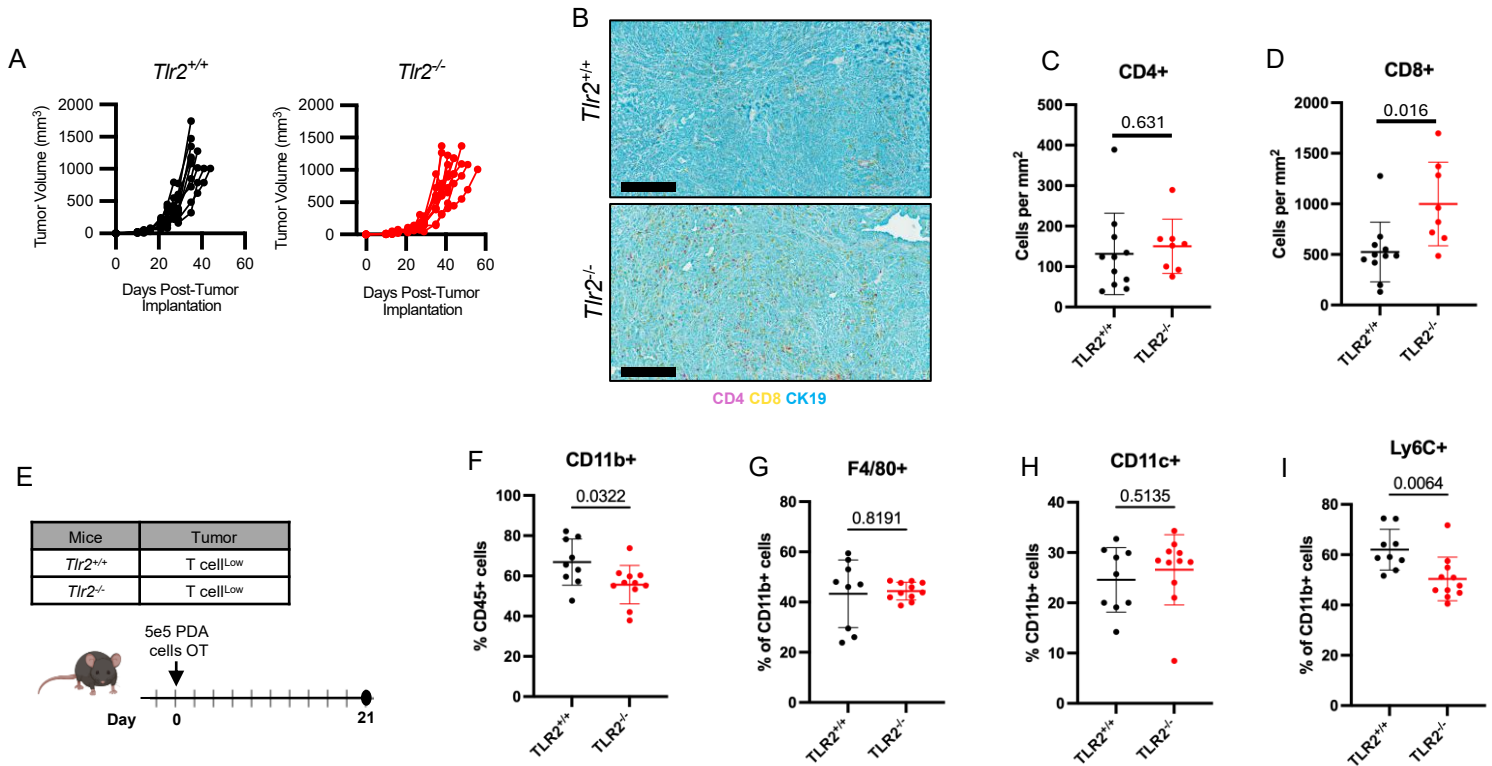 A
Tlr2+/+
Tlr2-/-
Tumor Volume (mm3)
2000
1500
1000
500
0
0 20 40 60
Days Post-Tumor
Implantation
Tumor Volume (mm3)
2000
1500
1000
500
0
0 20 40 60
Days Post-Tumor
Implantation
B
Tlr2+/+
Tlr2-/-
CD4 CD8 CK19
C
CD4+
0.631
Cells per mm2
500
400
300
200
100
0
TLR2+/+
TLR2-/-
D
CD8+
0.016
Cells per mm2
2000
1500
1000
500
0
TLR2+/+
TLR2-/-
E
Mice Tumor
Tlr2+/+ T cellLow
Tlr2-/- T cellLow
5e5 PDA
cells OT
Day 0 21
F
CD11b+
0.0322
% CD45+ cells
100
80
60
40
20
0
TLR2+/+
TLR2-/-
G
F4/80+
0.8191
% of CD11b+ cells
80
60
40
20
0
TLR2+/+
TLR2-/-
H
CD11c+
0.5135
% CD11b+ cells
40
30
20
10
0
TLR2+/+
TLR2-/-
I
Ly6C+
0.0064
% of CD11b+ cells
80
60
40
20
0
TLR2+/+
TLR2-/-